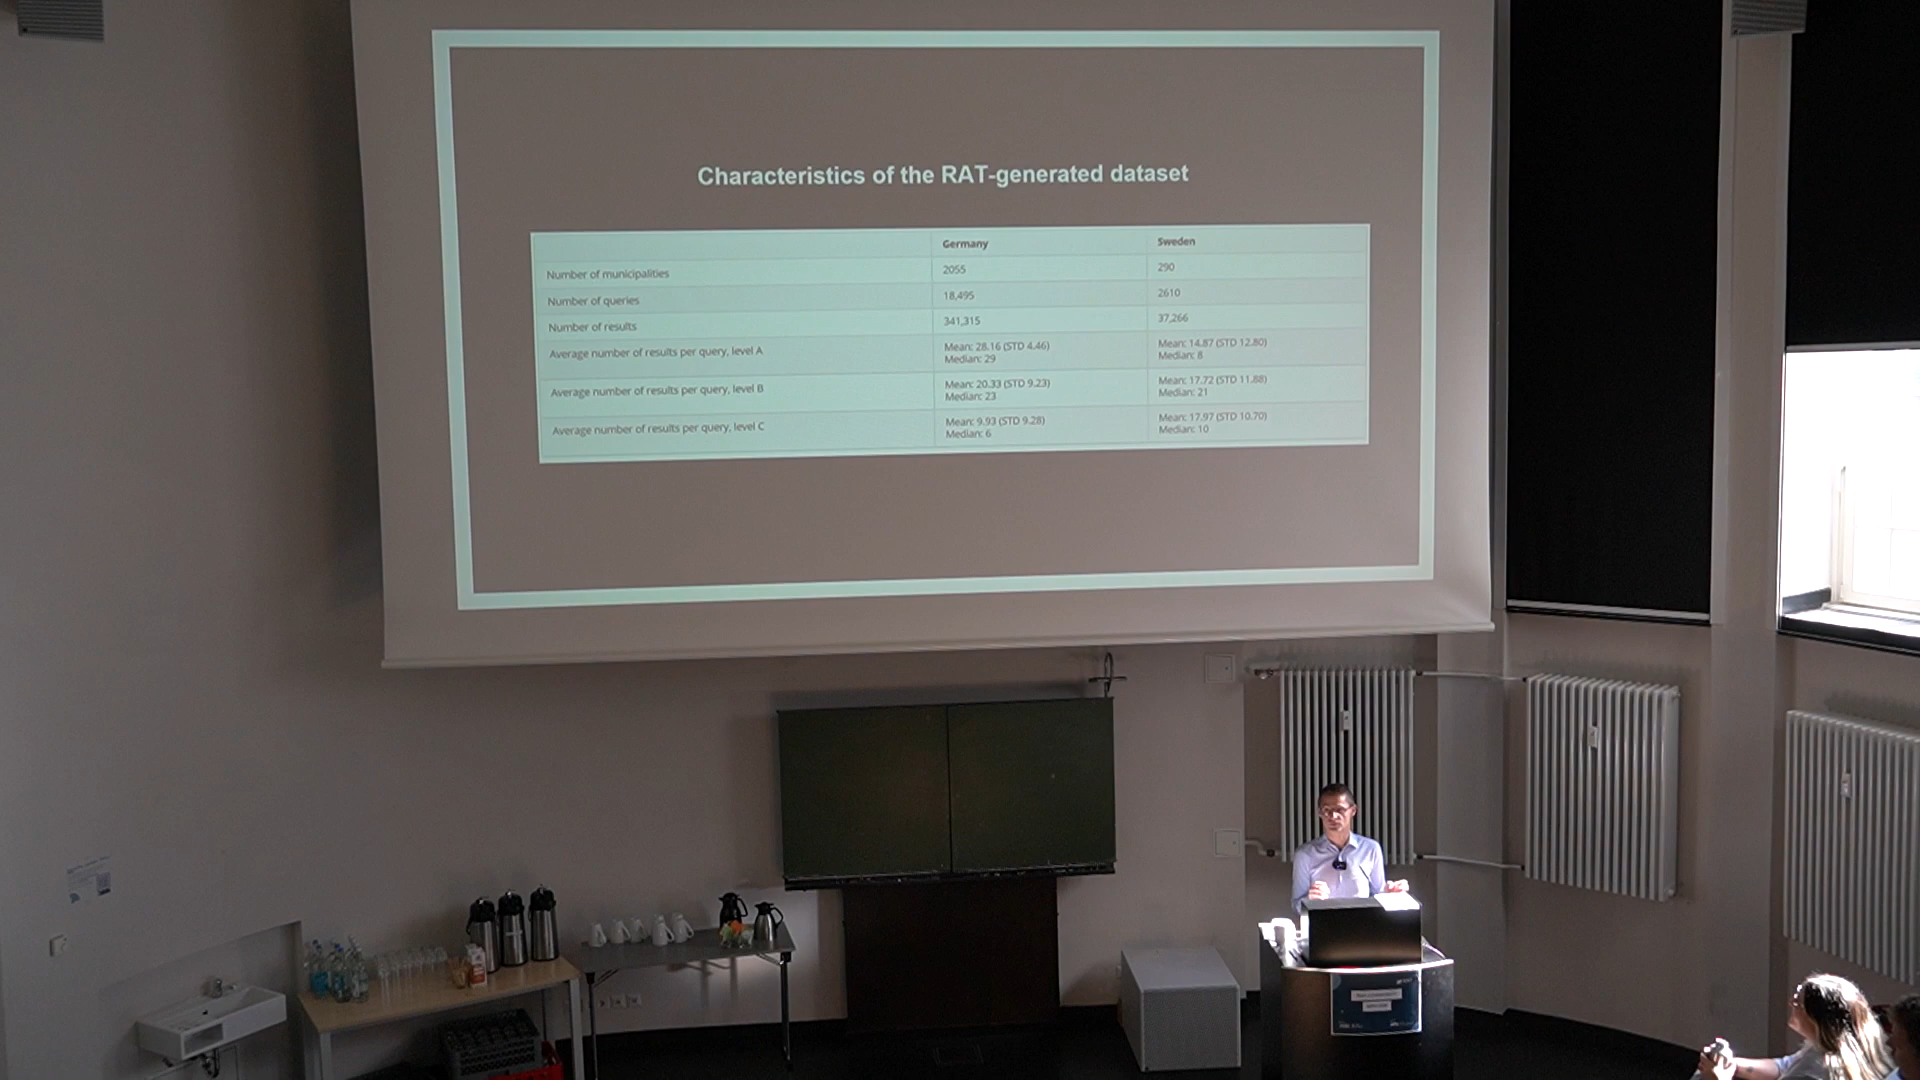 Characteristics of the RAT-generated dataset
Germany Sweden
Number of municipalities 2055 290
Number of queries 18,495 2610
Number of results 341,315 37,266
Average number of results per query, level A Mean: 28.16 (STD 4.46) Mean: 14.87 (STD 12.80)
Median: 29 Median: 8
Average number of results per query, level B Mean: 20.33 (STD 9.23) Mean: 17.72 (STD 11.88)
Median: 23 Median: 21
Average number of results per query, level C Mean: 9.93 (STD 9.28) Mean: 17.97 (STD 10.70)
Median: 6 Median: 10